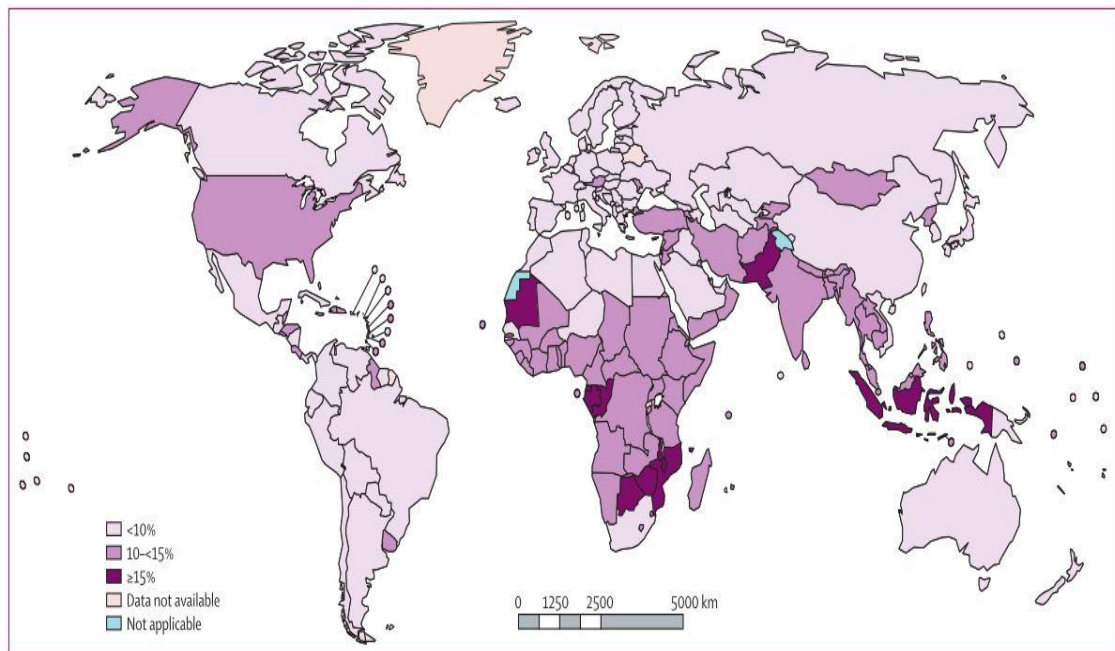 <10%
10–<15%
≥15%
Data not available
Not applicable
0 1250 2500 5000 km